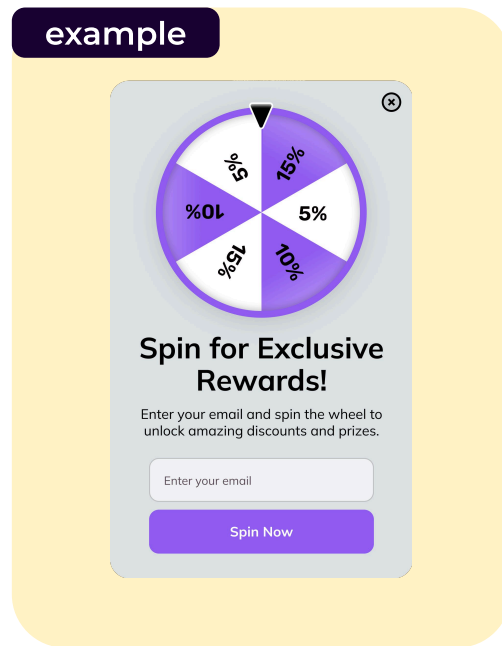 example
15%
5%
10%
15%
10%
5%
Spin for Exclusive
Rewards!
Enter your email and spin the wheel to
unlock amazing discounts and prizes.
Enter your email
Spin Now